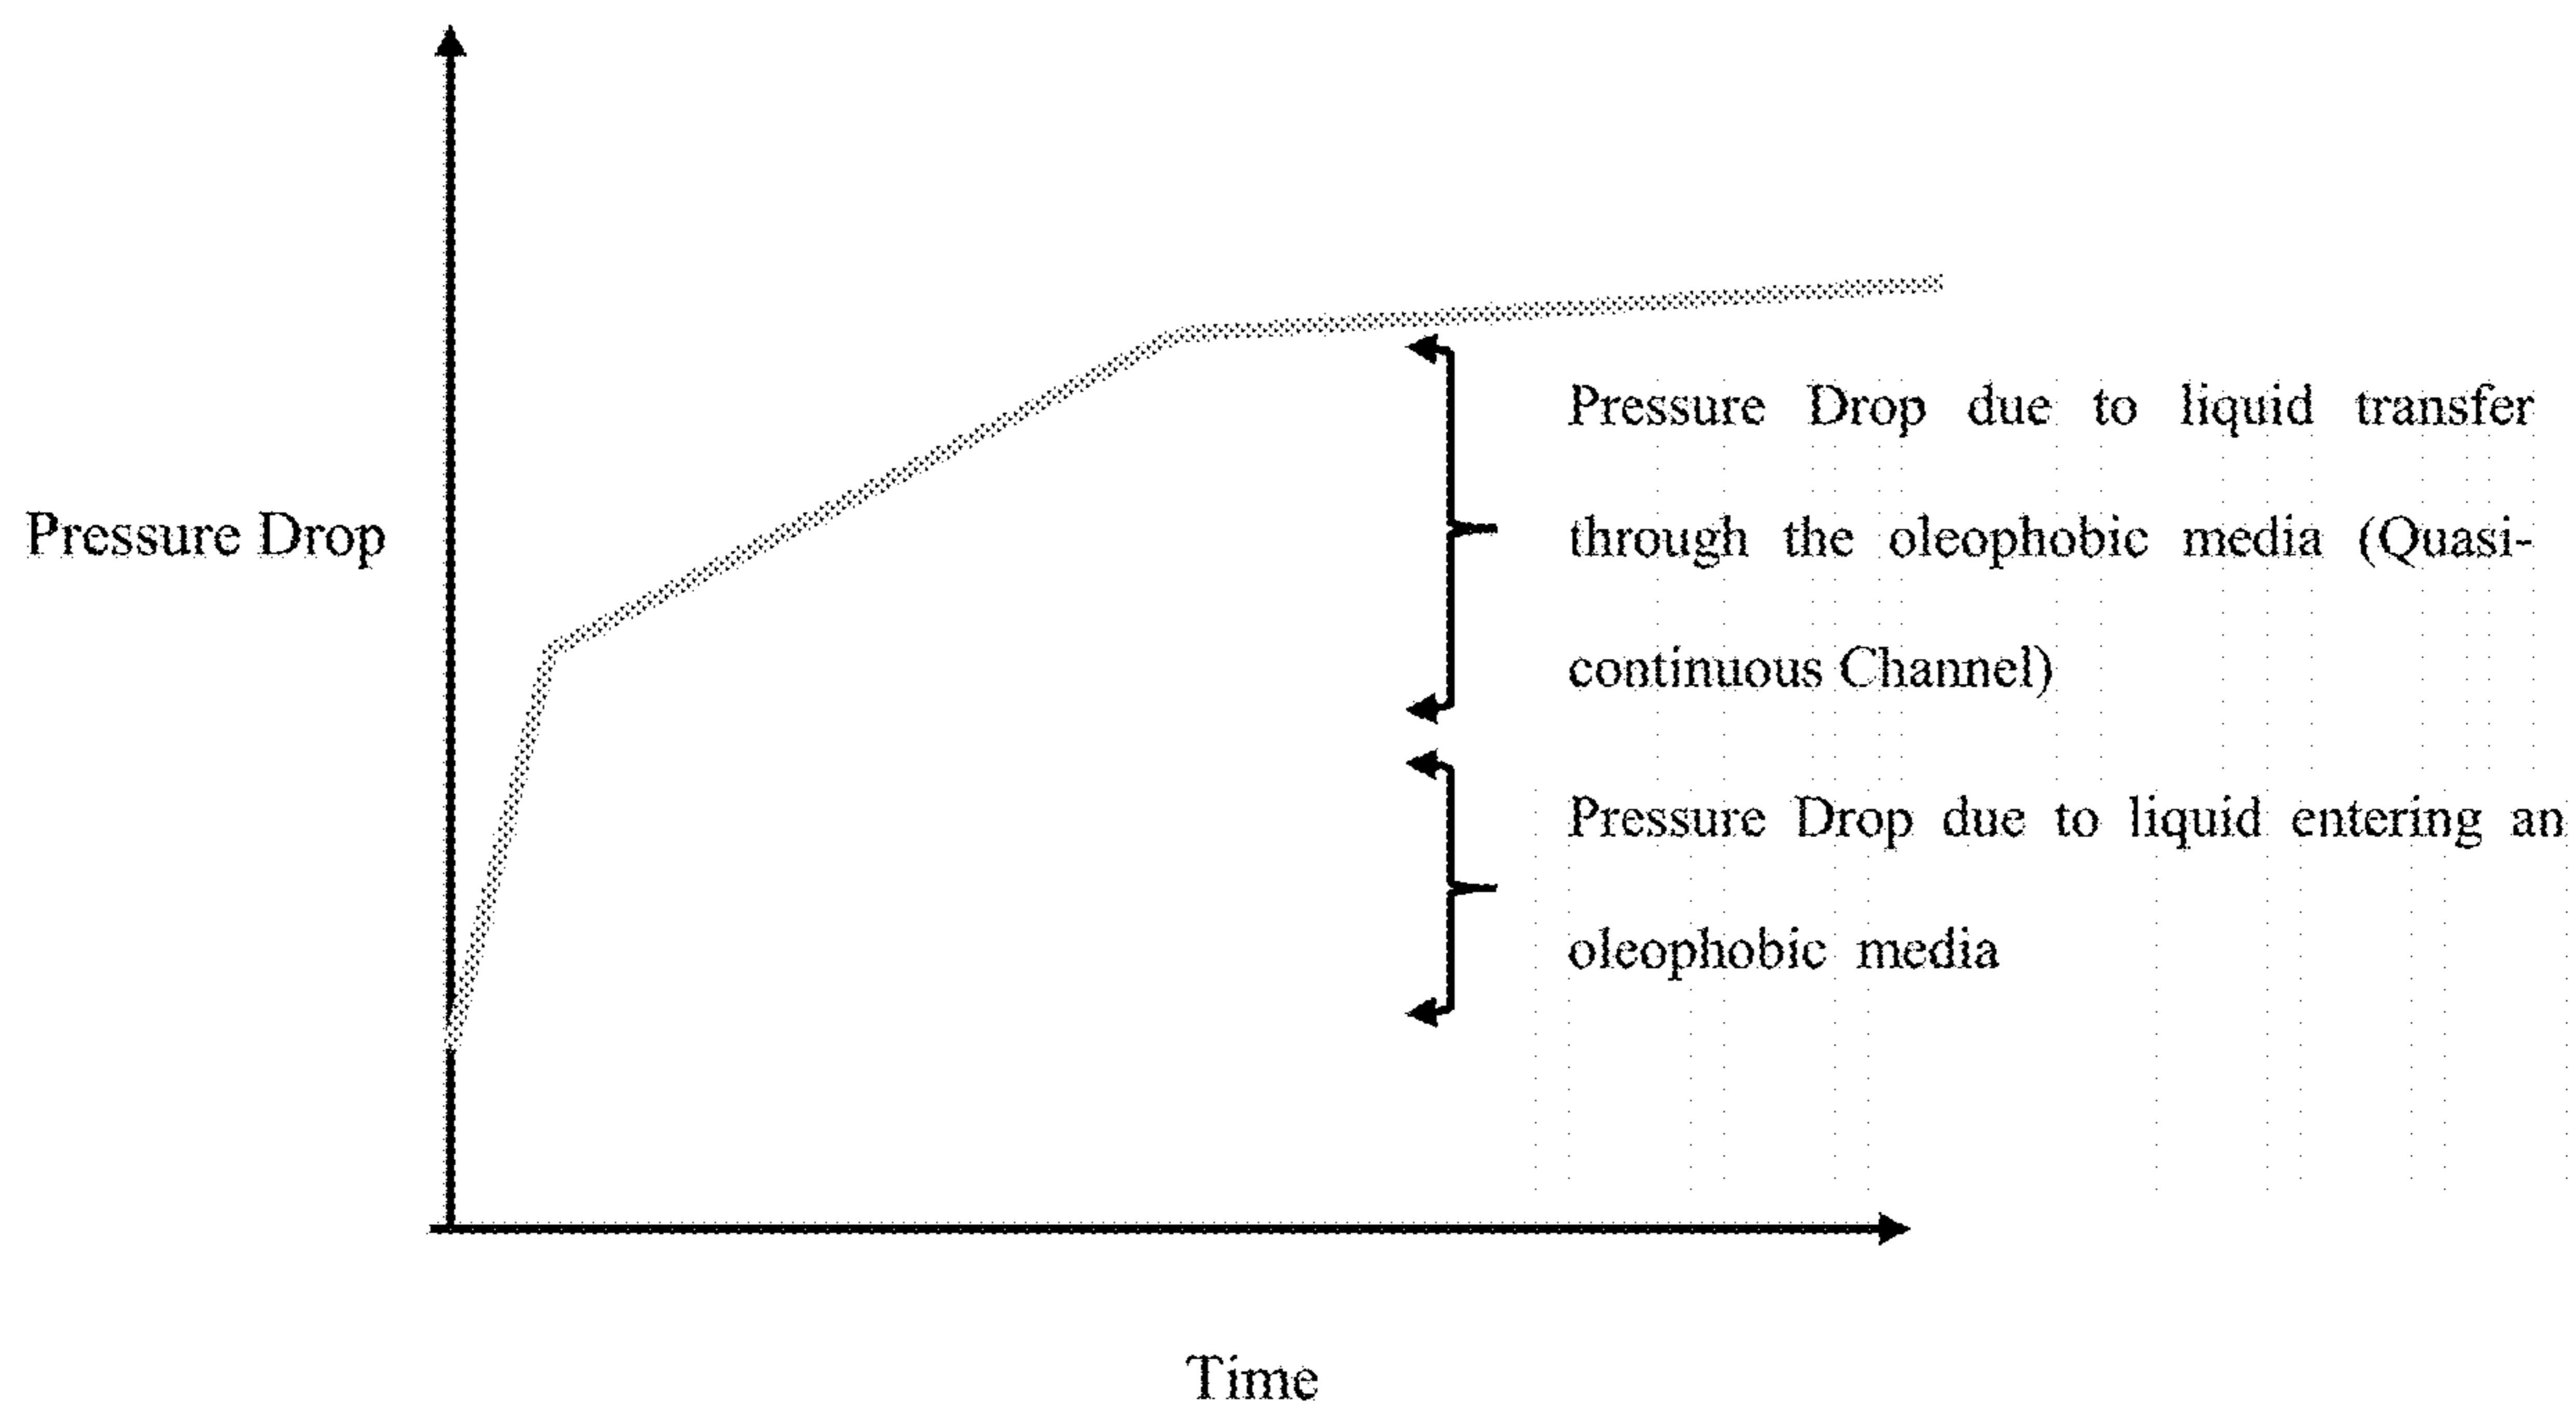 Pressure Drop due to liquid transfer
Pressure Drop
through the oleophobic media (Quasi-
continuous Channel)
Pressure Drop due to liquid entering an
oleophobic media
Time